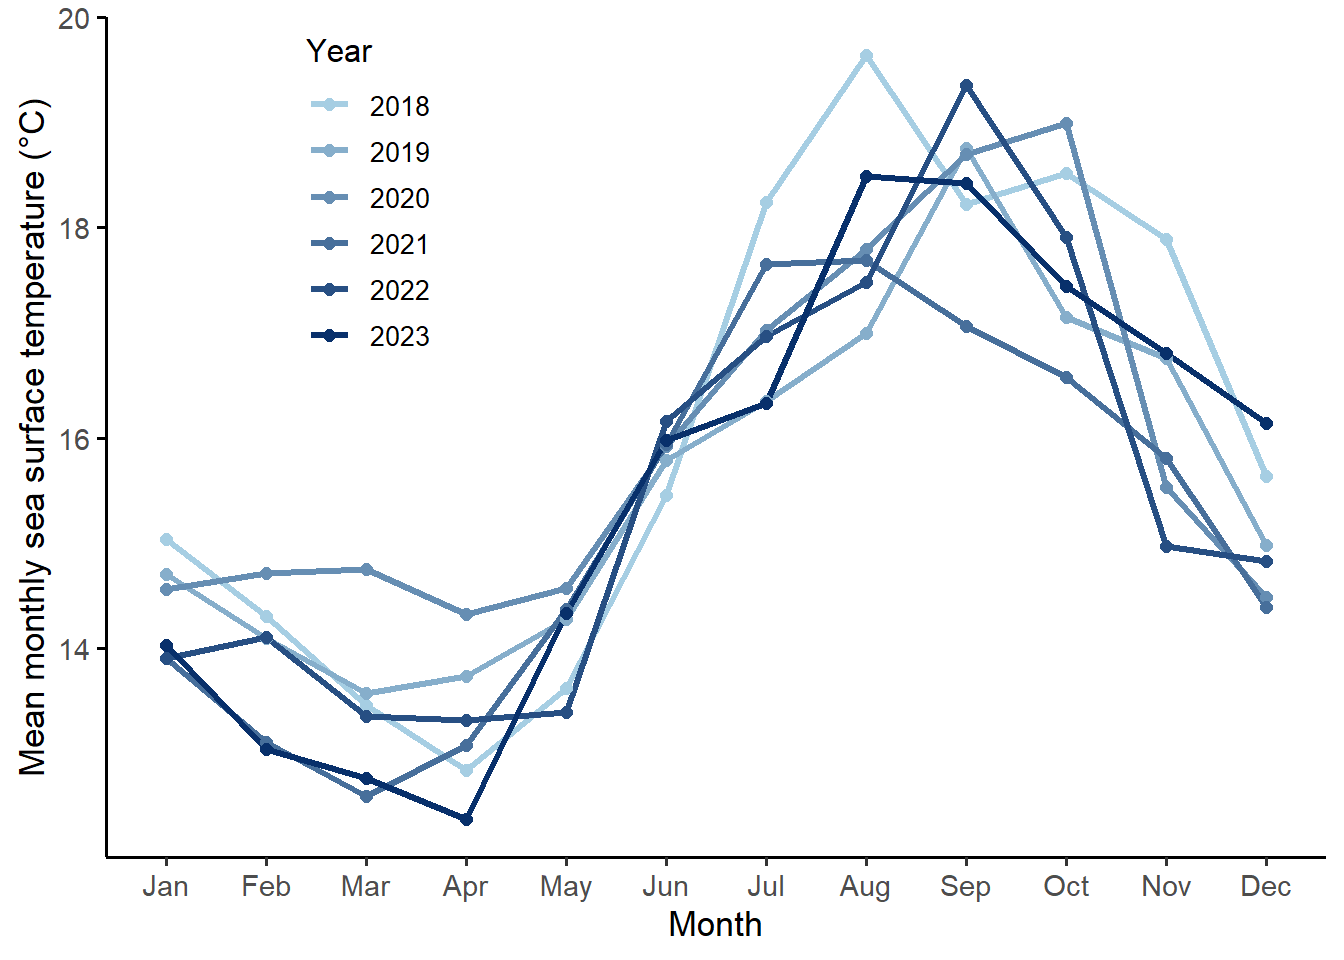 Mean monthly sea surface temperature (°C)
20
18
16
14
Year
2018
2019
2020
2021
2022
2023
Jan Feb Mar Apr May Jun Jul Aug Sep Oct Nov Dec
Month